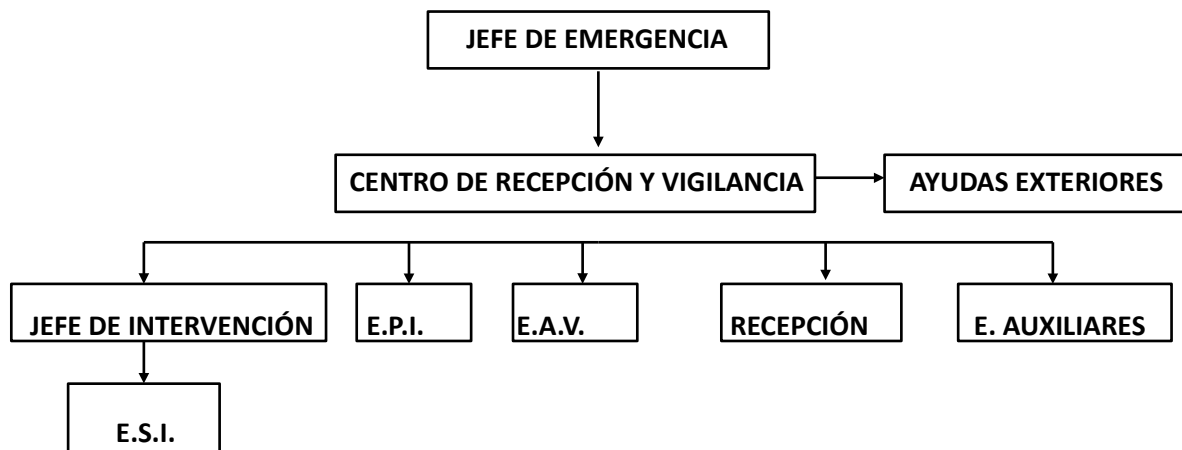 JEFE DE EMERGENCIA
CENTRO DE RECEPCIÓN Y VIGILANCIA
AYUDAS EXTERIORES
JEFE DE INTERVENCIÓN
E.P.I.
E.A.V.
RECEPCIÓN
E. AUXILIARES
E.S.I.